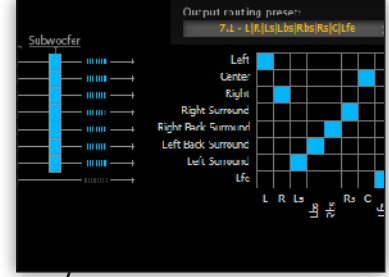 Output routing preset:
7.1 - L|R|Ls|Lbs|Rbs|Rs|C|Lfe
Subwoofer
Left
Center
Right
Right Surround
Right Back Surround
Left Back Surround
Left Surround
Lfe
L R Ls Lbs Rbs Rs C Lfe